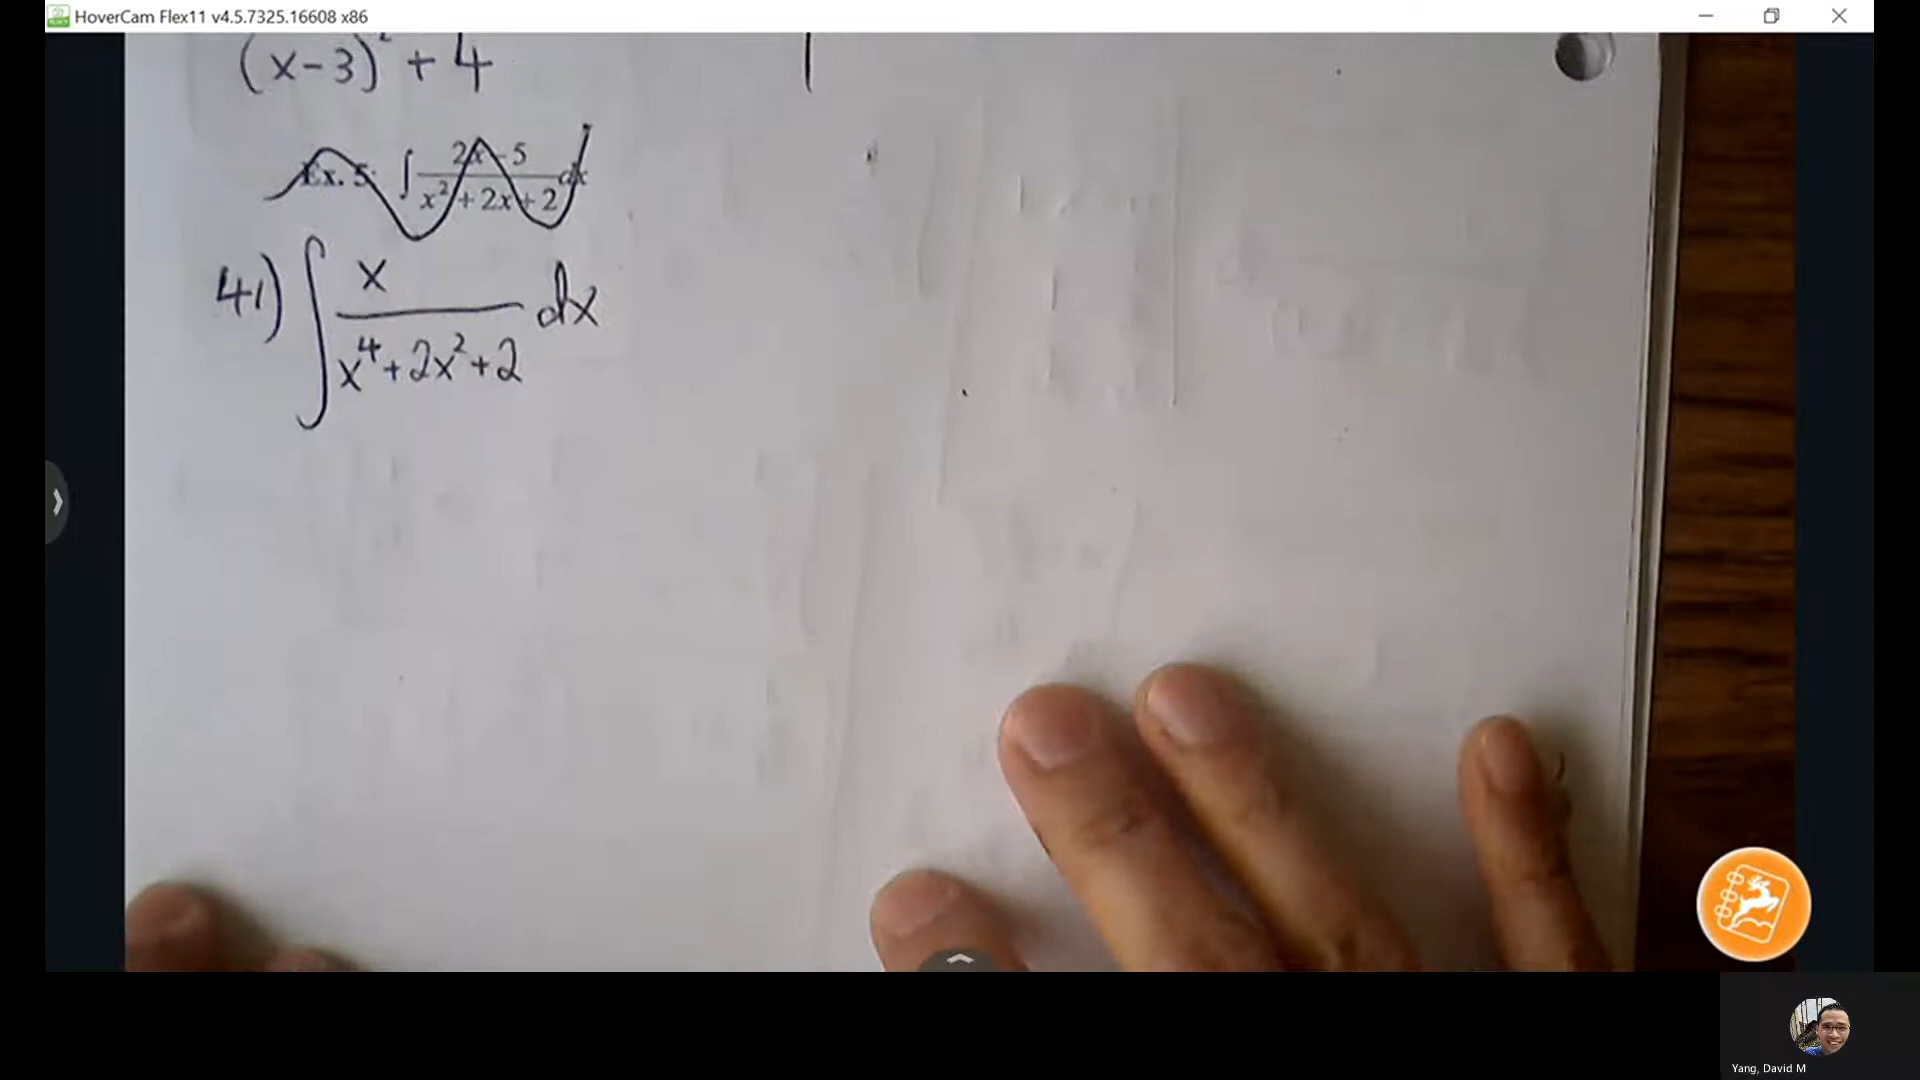 HoverCam Flex11 v4.5.7325.16608 x86
(x-3)² + 4
Ex. 5: ∫ 2x-5 / x² + 2x + 2 dx
41) ∫ x / x⁴+2x²+2 dx
Yang, David M